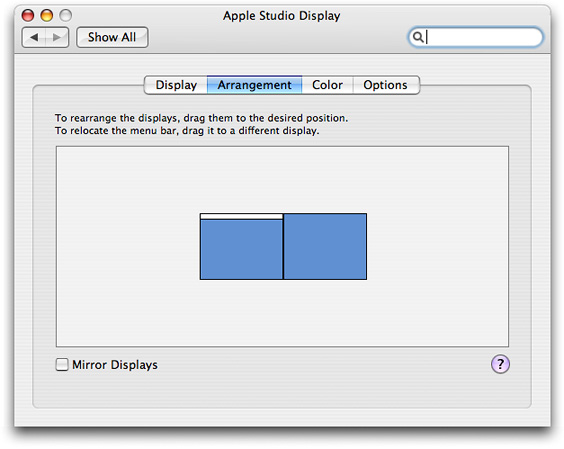 Apple Studio Display
Show All
Display Arrangement Color Options
To rearrange the displays, drag them to the desired position.
To relocate the menu bar, drag it to a different display.
Mirror Displays
?